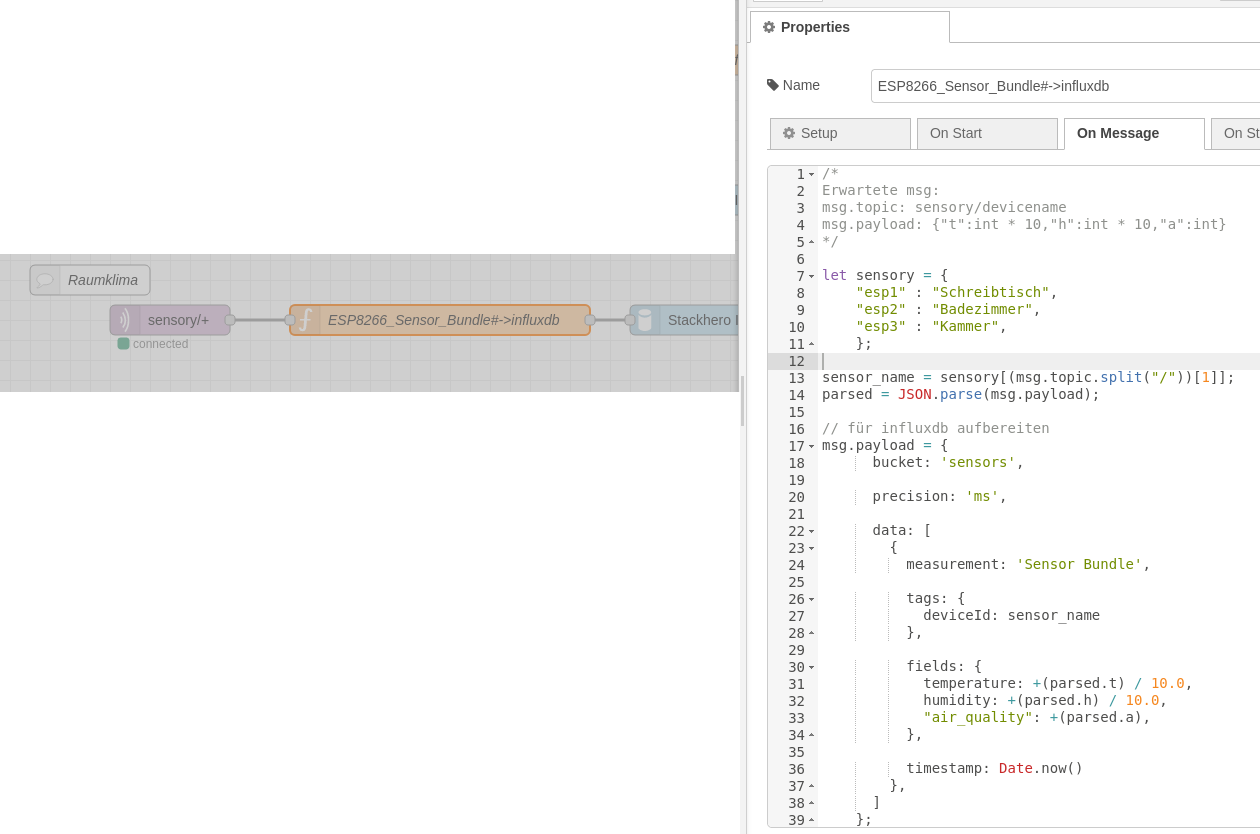 Raumklima
sensory/+
connected
ESP8266_Sensor_Bundle#->influxdb
Stackhero
Properties
Name
ESP8266_Sensor_Bundle#->influxdb
Setup
On Start
On Message
On St
1 /*
2 Erwartete msg:
3 msg.topic: sensory/devicename
4 msg.payload: {"t":int * 10,"h":int * 10,"a":int}
5 */
6
7 let sensory = {
8     "esp1" : "Schreibtisch",
9     "esp2" : "Badezimmer",
10     "esp3" : "Kammer",
11     };
12
13 sensor_name = sensory[(msg.topic.split("/"))[1]];
14 parsed = JSON.parse(msg.payload);
15
16 // für influxdb aufbereiten
17 msg.payload = {
18       bucket: 'sensors',
19
20       precision: 'ms',
21
22       data: [
23         {
24           measurement: 'Sensor Bundle',
25
26           tags: {
27             deviceId: sensor_name
28           },
29
30           fields: {
31             temperature: +(parsed.t) / 10.0,
32             humidity: +(parsed.h) / 10.0,
33             "air_quality": +(parsed.a),
34           },
35
36           timestamp: Date.now()
37         },
38       ]
39     };